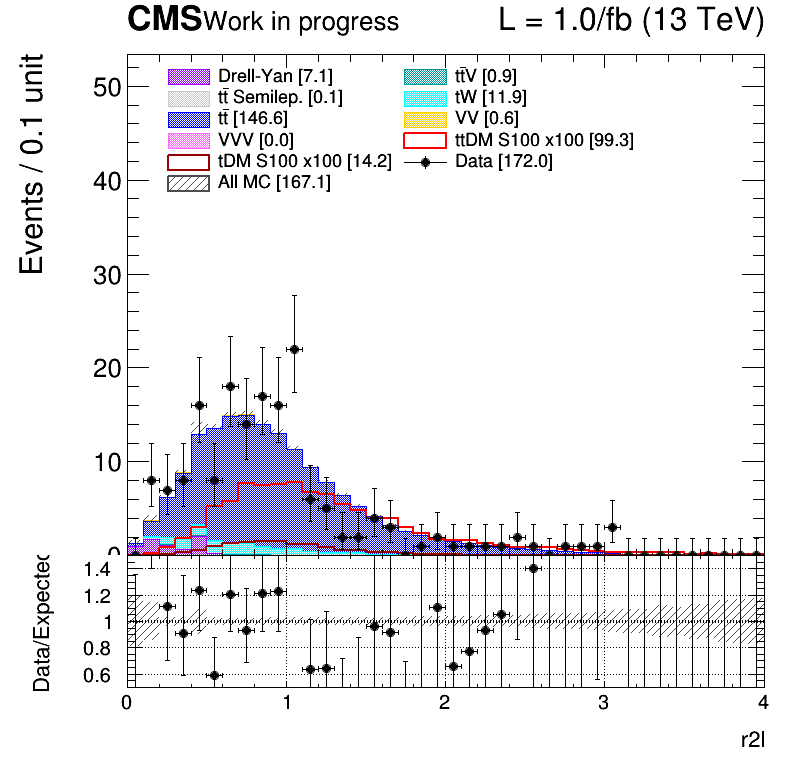 CMS Work in progress L = 1.0/fb (13 TeV)
Events / 0.1 unit
50
40
30
20
10
0
Drell-Yan [7.1] tt̄V [0.9]
tt̄ Semilep. [0.1] tW [11.9]
tt̄ [146.6] VV [0.6]
VVV [0.0] ttDM S100 x100 [99.3]
tDM S100 x100 [14.2] Data [172.0]
All MC [167.1]
Data/Expected
1.4
1.2
1
0.8
0.6
0 1 2 3 4
r2l